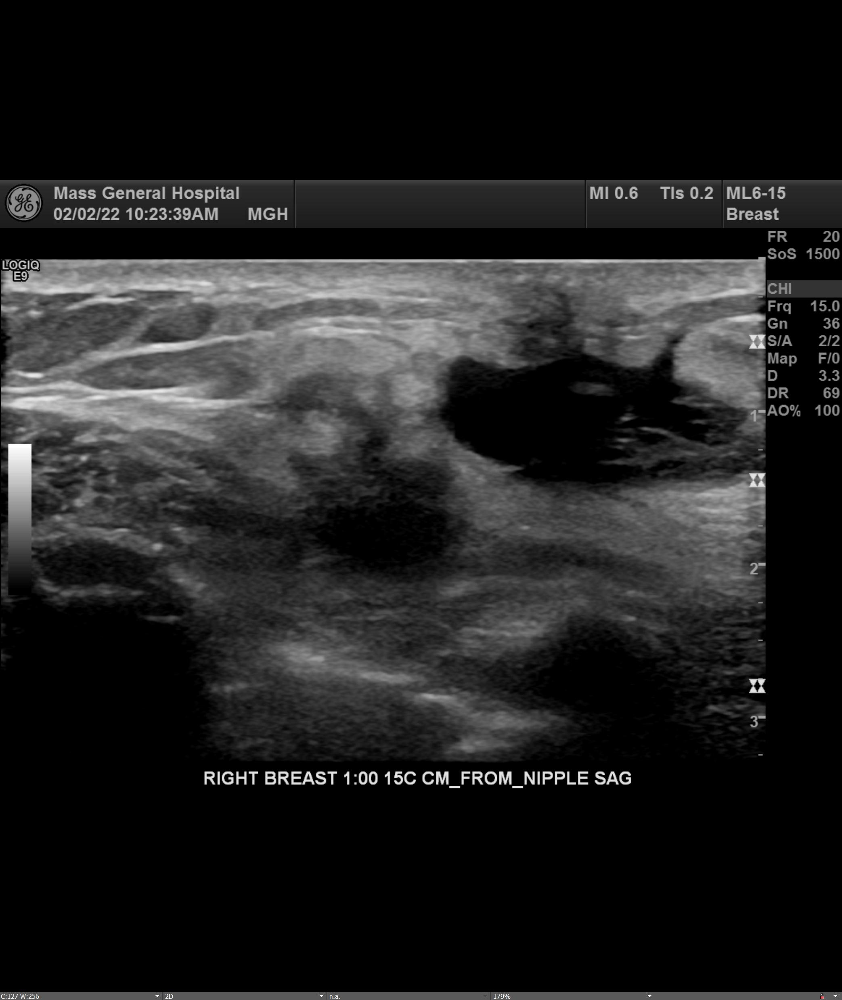 Mass General Hospital
02/02/22 10:23:39AM MGH
MI 0.6 TIs 0.2
ML6-15
Breast
LOGIQ
E9
FR 20
SoS 1500
CHI
Frq 15.0
Gn 36
S/A 2/2
Map F/0
D 3.3
DR 69
AO% 100
1
2
3
RIGHT BREAST 1:00 15C CM_FROM_NIPPLE SAG
C:127 W:256 2D n.a. 179%